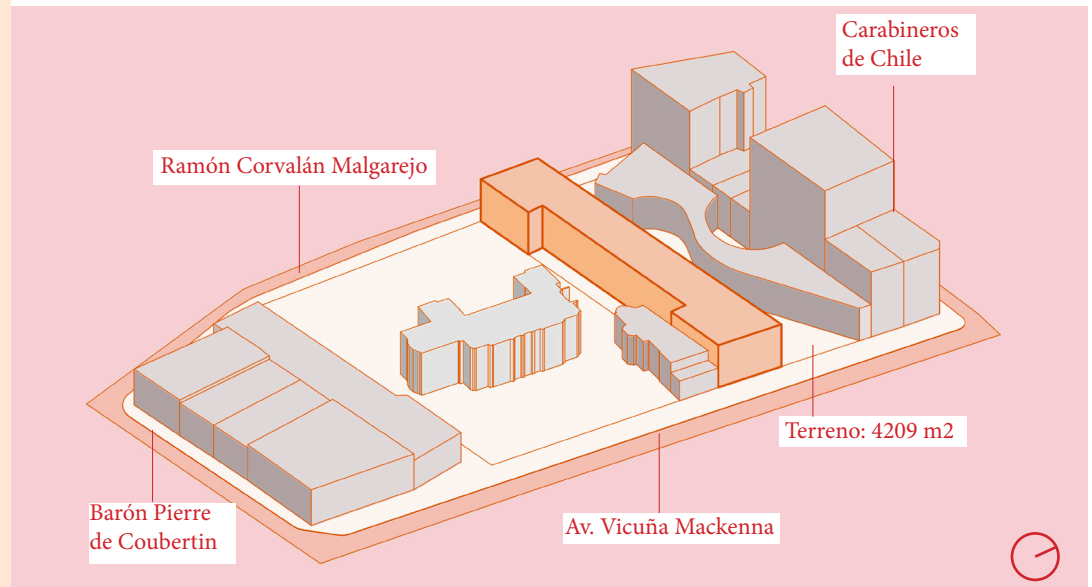 Carabineros
de Chile
Ramón Corvalán Malgarejo
Terreno: 4209 m2
Barón Pierre
de Coubertin
Av. Vicuña Mackenna